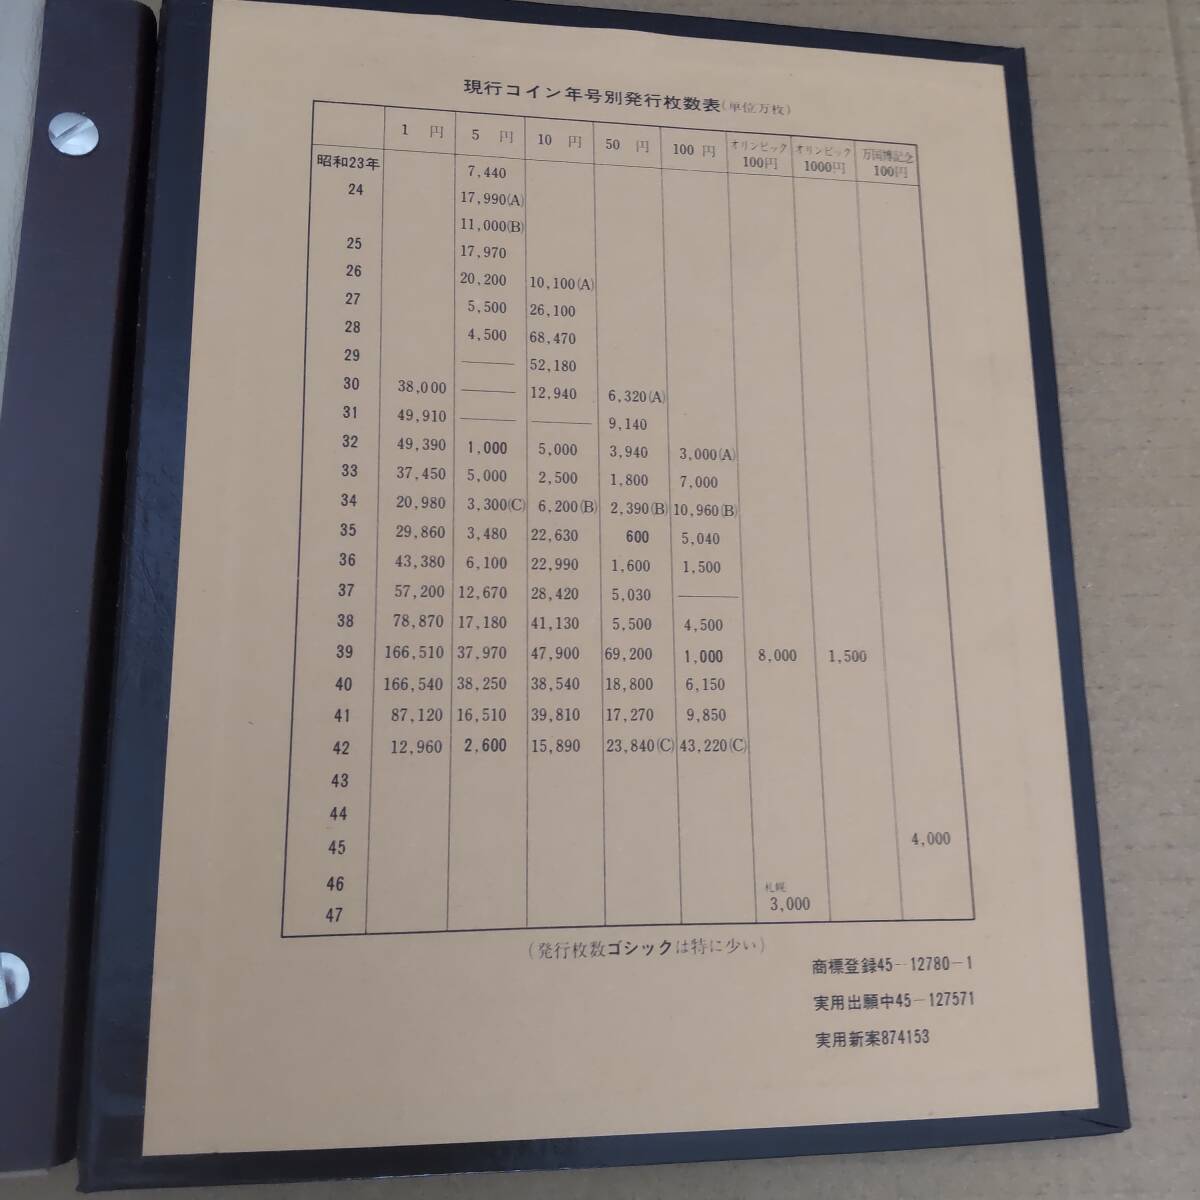 現行コイン年号別発行枚数表(単位万枚)
1 円 5 円 10 円 50 円 100 円 オリンピック 100円 オリンピック 1000円 万国博記念 100円
昭和23年 7,440
24 17,990(A)
11,000(B)
25 17,970
26 20,200 10,100(A)
27 5,500 26,100
28 4,500 68,470
29 —— 52,180
30 38,000 —— 12,940 6,320(A)
31 49,910 —— —— 9,140
32 49,390 1,000 5,000 3,940 3,000(A)
33 37,450 5,000 2,500 1,800 7,000
34 20,980 3,300(C) 6,200(B) 2,390(B) 10,960(B)
35 29,860 3,480 22,630 600 5,040
36 43,380 6,100 22,990 1,600 1,500
37 57,200 12,670 28,420 5,030 ——
38 78,870 17,180 41,130 5,500 4,500
39 166,510 37,970 47,900 69,200 1,000 8,000 1,500
40 166,540 38,250 38,540 18,800 6,150
41 87,120 16,510 39,810 17,270 9,850
42 12,960 2,600 15,890 23,840(C) 43,220(C)
43
44
45 4,000
46
47 札幌 3,000
(発行枚数ゴシックは特に少い)
商標登録45-12780-1
実用出願中45-127571
実用新案874153